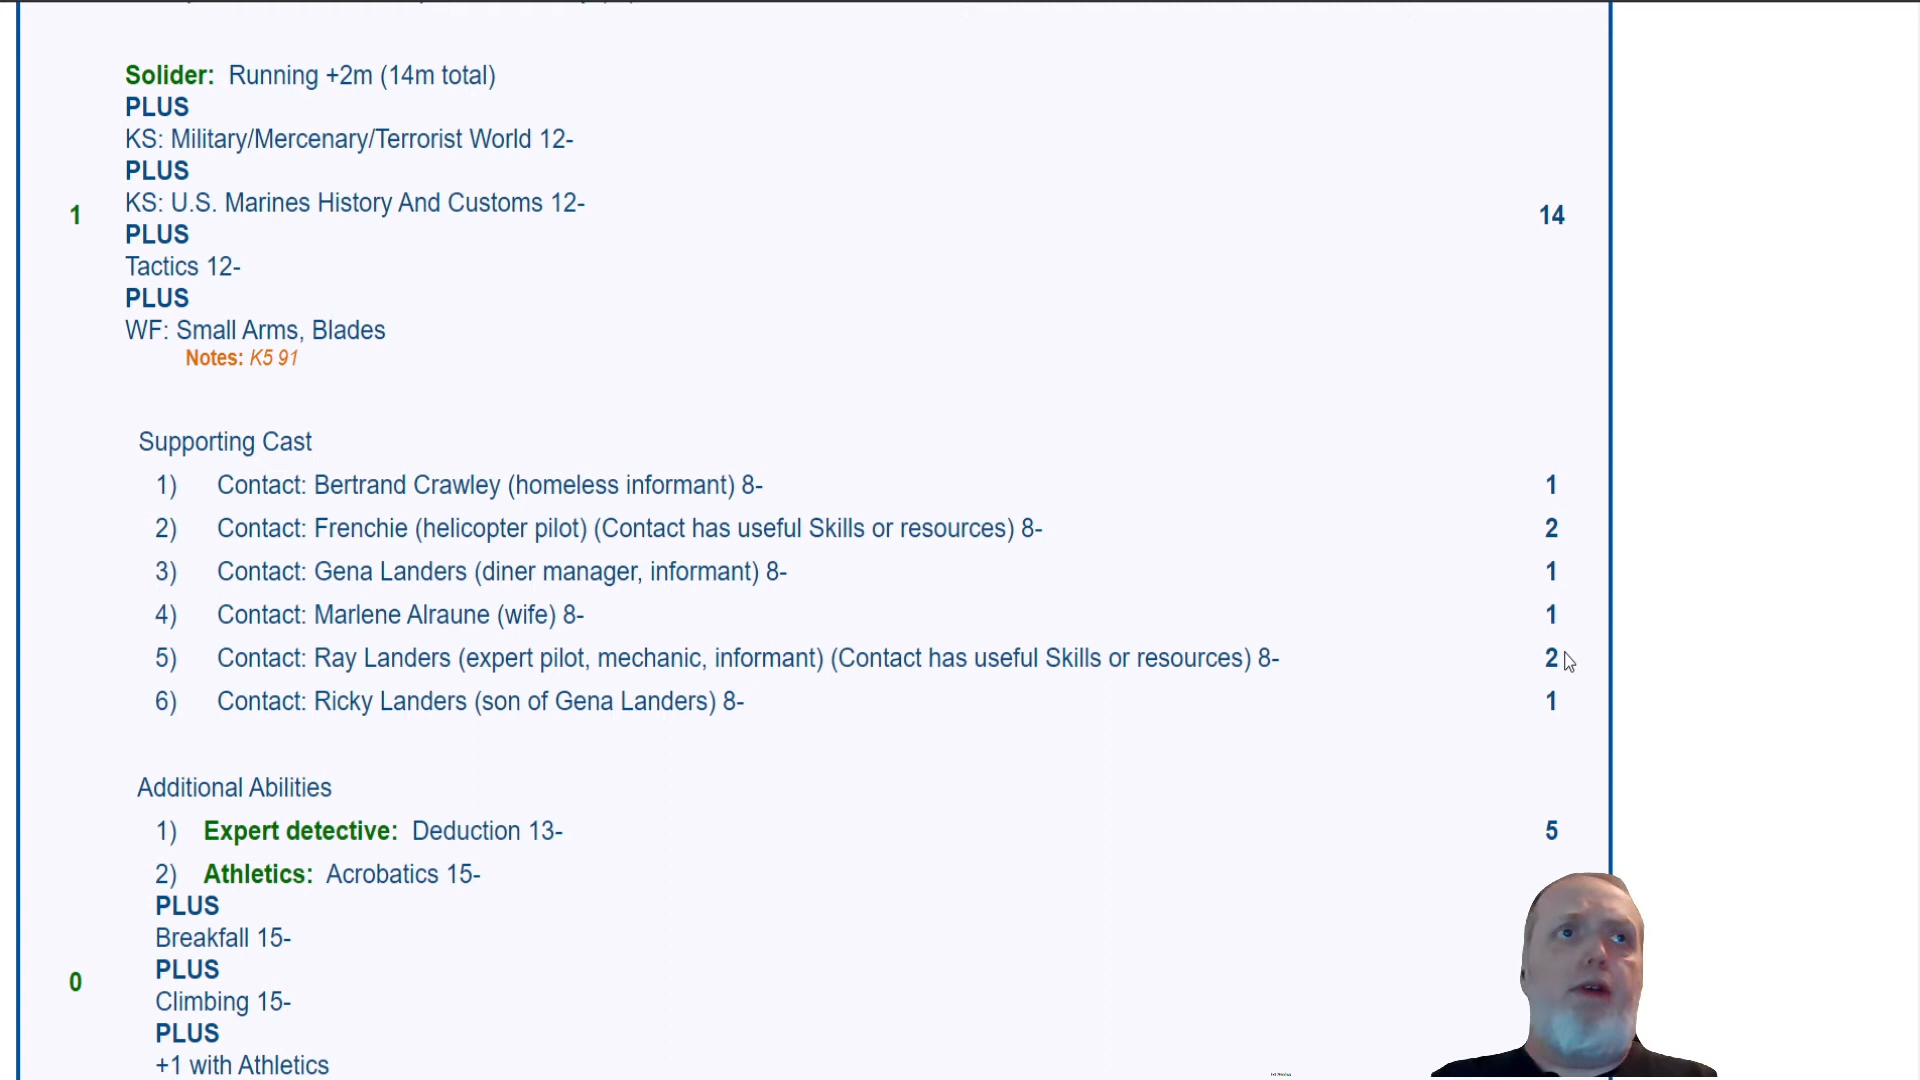 Solider: Running +2m (14m total)
PLUS
KS: Military/Mercenary/Terrorist World 12-
PLUS
KS: U.S. Marines History And Customs 12-
1 14
PLUS
Tactics 12-
PLUS
WF: Small Arms, Blades
Notes: K5 91
Supporting Cast
1) Contact: Bertrand Crawley (homeless informant) 8- 1
2) Contact: Frenchie (helicopter pilot) (Contact has useful Skills or resources) 8- 2
3) Contact: Gena Landers (diner manager, informant) 8- 1
4) Contact: Marlene Alraune (wife) 8- 1
5) Contact: Ray Landers (expert pilot, mechanic, informant) (Contact has useful Skills or resources) 8- 2
6) Contact: Ricky Landers (son of Gena Landers) 8- 1
Additional Abilities
1) Expert detective: Deduction 13- 5
2) Athletics: Acrobatics 15-
PLUS
Breakfall 15-
PLUS
0
Climbing 15-
PLUS
+1 with Athletics